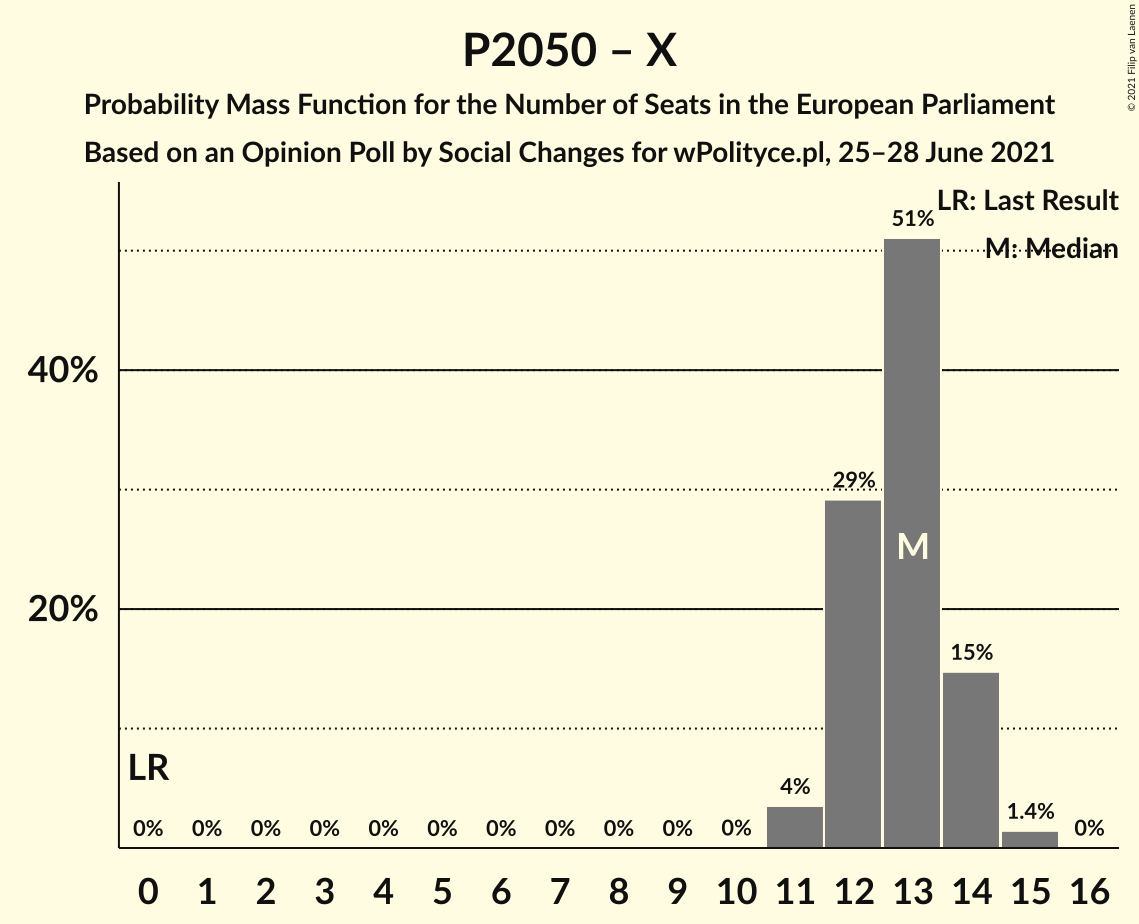 P2050 – X
Probability Mass Function for the Number of Seats in the European Parliament
Based on an Opinion Poll by Social Changes for wPolityce.pl, 25–28 June 2021
© 2021 Filip van Laenen
LR: Last Result
M: Median
40%
20%
51%
29%
M
15%
LR
4%
1.4%
0% 0% 0% 0% 0% 0% 0% 0% 0% 0% 0% 0%
0 1 2 3 4 5 6 7 8 9 10 11 12 13 14 15 16